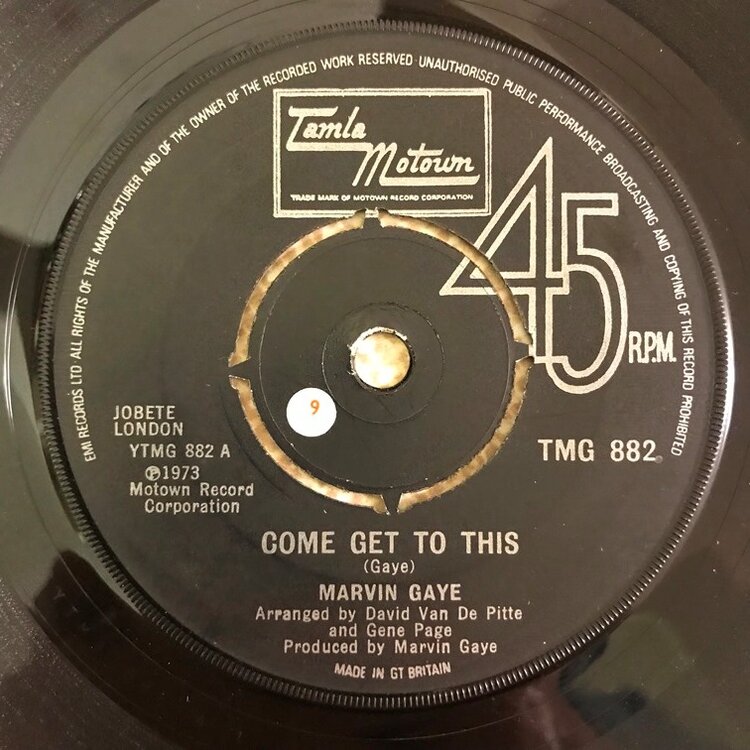 EMI RECORDS LTD ALL RIGHTS OF THE MANUFACTURER AND OF THE OWNER OF THE RECORDED WORK RESERVED · UNAUTHORISED PUBLIC PERFORMANCE BROADCASTING AND COPYING OF THIS RECORD PROHIBITED
Tamla
Motown
TRADE MARK OF MOTOWN RECORD CORPORATION
45
R.P.M.
9
JOBETE
LONDON
YTMG 882 A
℗1973
Motown Record
Corporation
TMG 882
COME GET TO THIS
(Gaye)
MARVIN GAYE
Arranged by David Van De Pitte
and Gene Page
Produced by Marvin Gaye
MADE IN GT BRITAIN